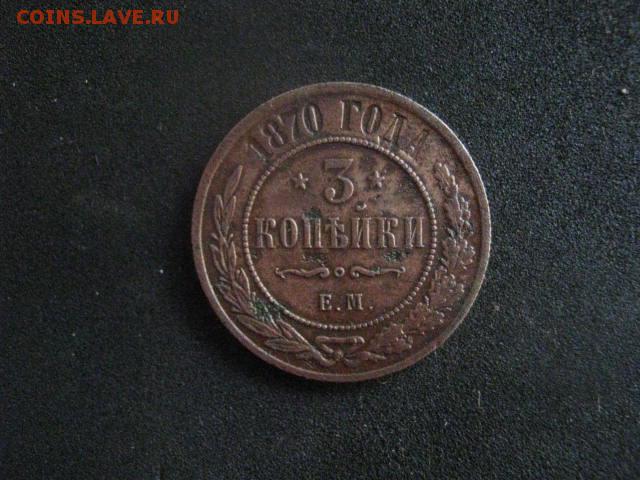 COINS.LAVE.RU
1870 ГОДА
* 3 *
КОПѢЙКИ
Е.М.